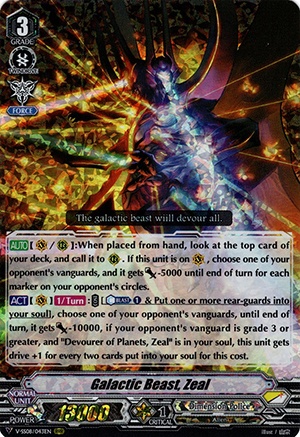 3
GRADE
TWIN DRIVE
FORCE
The galactic beast wiill devour all.
AUTO [ / ]:When placed from hand, look at the top card of
your deck, and call it to . If this unit is on , choose one of your
opponent's vanguards, and it gets -5000 until end of turn for each
marker on your opponent's circles.
ACT [ 1/Turn : [ BLAST 1 & Put one or more rear-guards into
your soul], choose one of your opponent's vanguards, until end of
turn, it gets -10000, if your opponent's vanguard is grade 3 or
greater, and "Devourer of Planets, Zeal" is in your soul, this unit gets
drive +1 for every two cards put into your soul for this cost.
Galactic Beast, Zeal
NORMAL
UNIT
13000
1
CRITICAL
Dimension Police
Alien
V-SS08/043EN